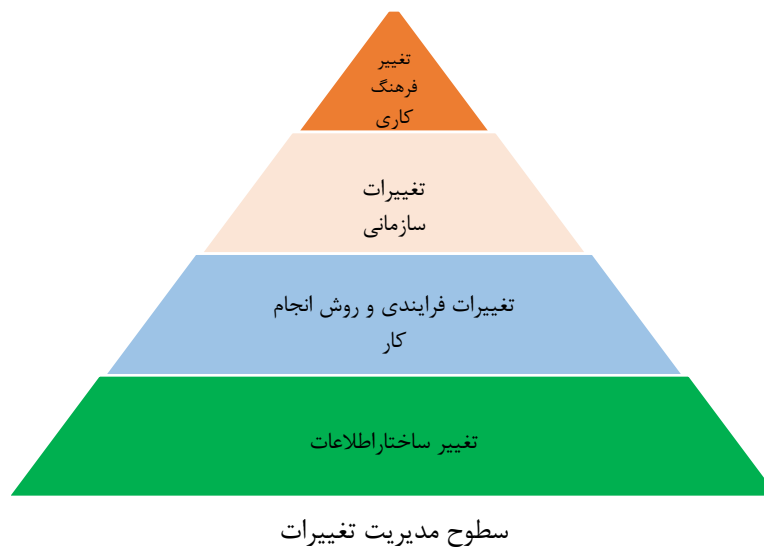 تغییر
فرهنگ
کاری
تغییرات
سازمانی
تغییرات فرایندی و روش انجام
کار
تغییر ساختاراطلاعات
سطوح مدیریت تغییرات